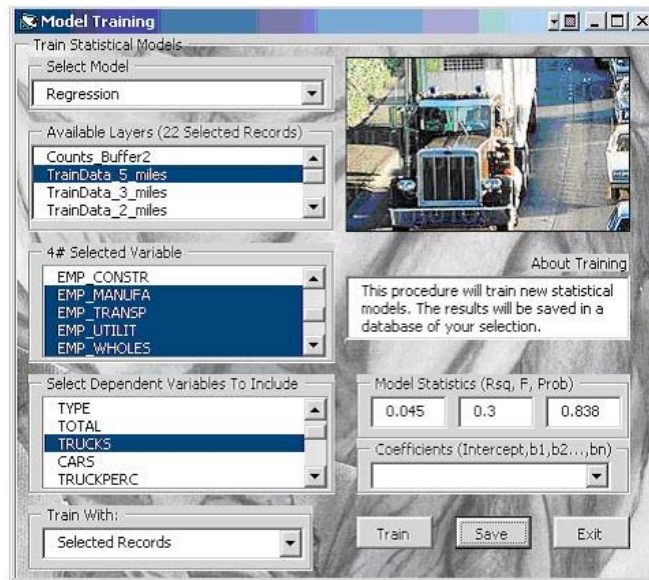 Model Training
Train Statistical Models
Select Model
Regression
Available Layers (22 Selected Records)
Counts_Buffer2
TrainData_5_miles
TrainData_3_miles
TrainData_2_miles
4# Selected Variable
EMP_CONSTR
EMP_MANUFA
EMP_TRANSP
EMP_UTILIT
EMP_WHOLES
About Training
This procedure will train new statistical
models. The results will be saved in a
database of your selection.
Select Dependent Variables To Include
TYPE
TOTAL
TRUCKS
CARS
TRUCKPERC
Model Statistics (Rsq, F, Prob)
0.045 0.3 0.838
Coefficients (Intercept,b1,b2...,bn)
Train With:
Selected Records
Train Save Exit